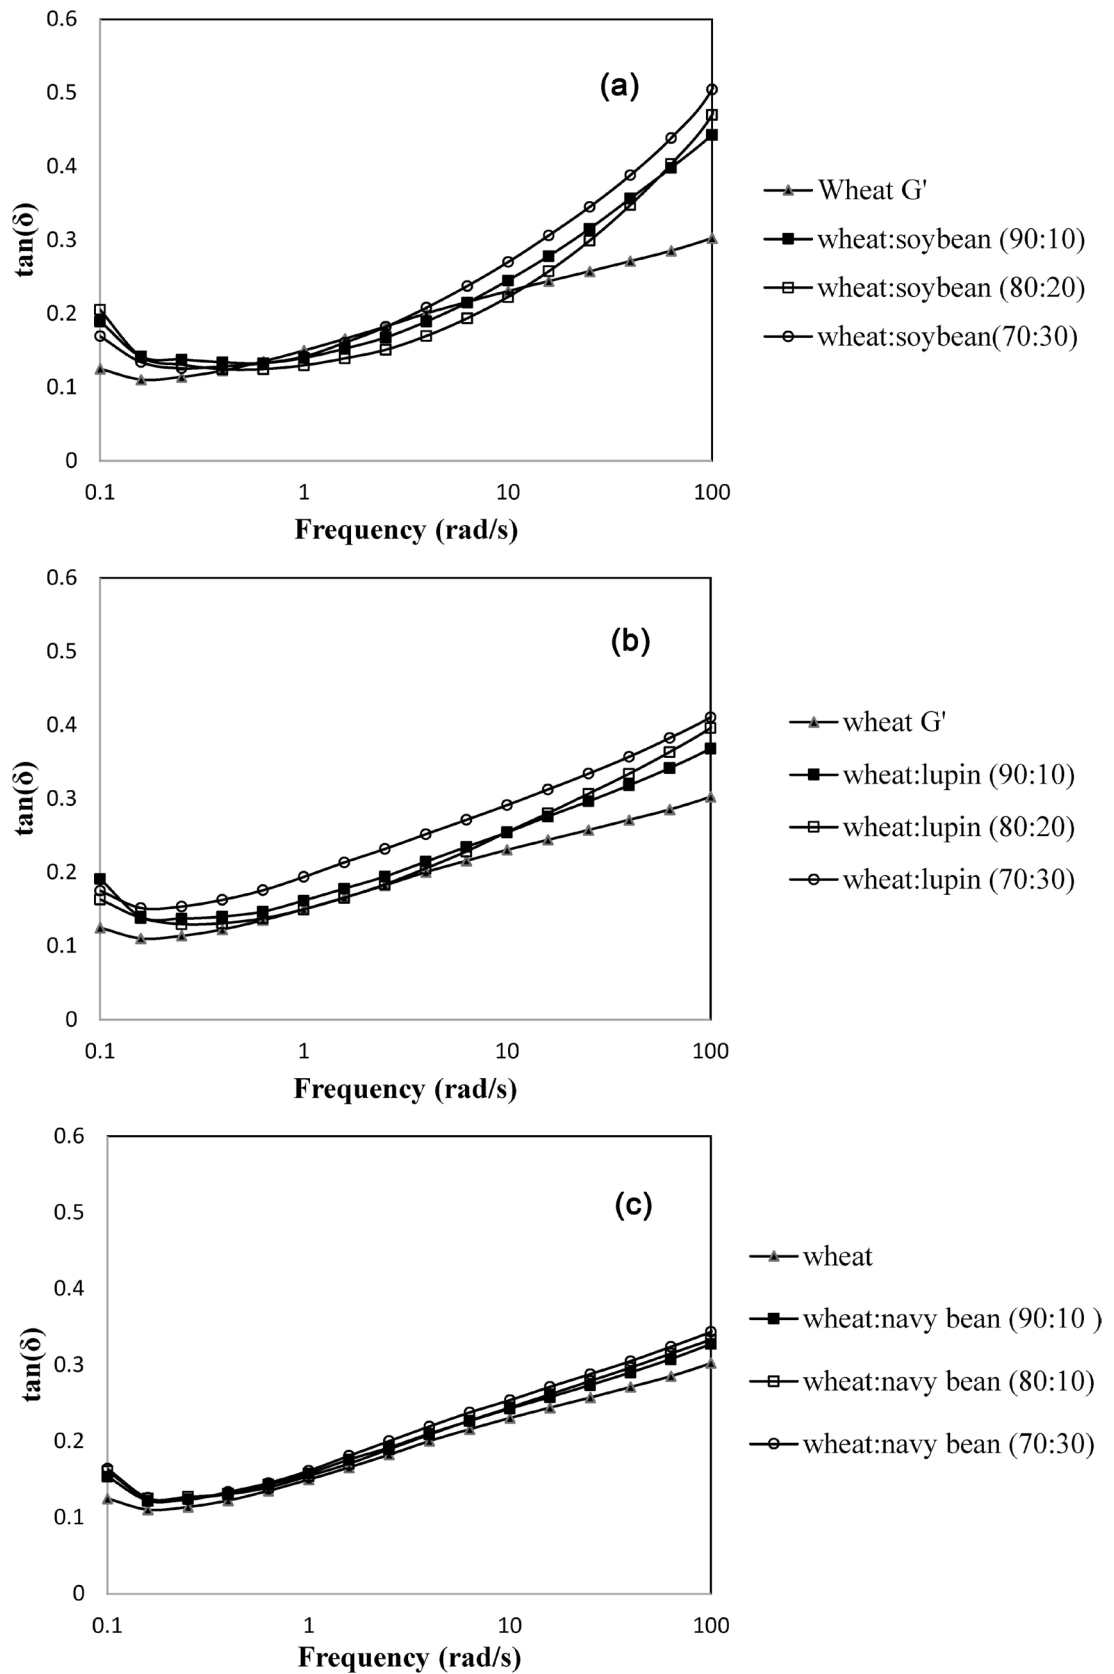 0.6
0.5
0.4
0.3
0.2
0.1
0
tan(δ)
(a)
0.1 1 10 100
Frequency (rad/s)
Wheat G'
wheat:soybean (90:10)
wheat:soybean (80:20)
wheat:soybean(70:30)
0.6
0.5
0.4
0.3
0.2
0.1
0
tan(δ)
(b)
0.1 1 10 100
Frequency (rad/s)
wheat G'
wheat:lupin (90:10)
wheat:lupin (80:20)
wheat:lupin (70:30)
0.6
0.5
0.4
0.3
0.2
0.1
0
tan(δ)
(c)
0.1 1 10 100
Frequency (rad/s)
wheat
wheat:navy bean (90:10 )
wheat:navy bean (80:10)
wheat:navy bean (70:30)